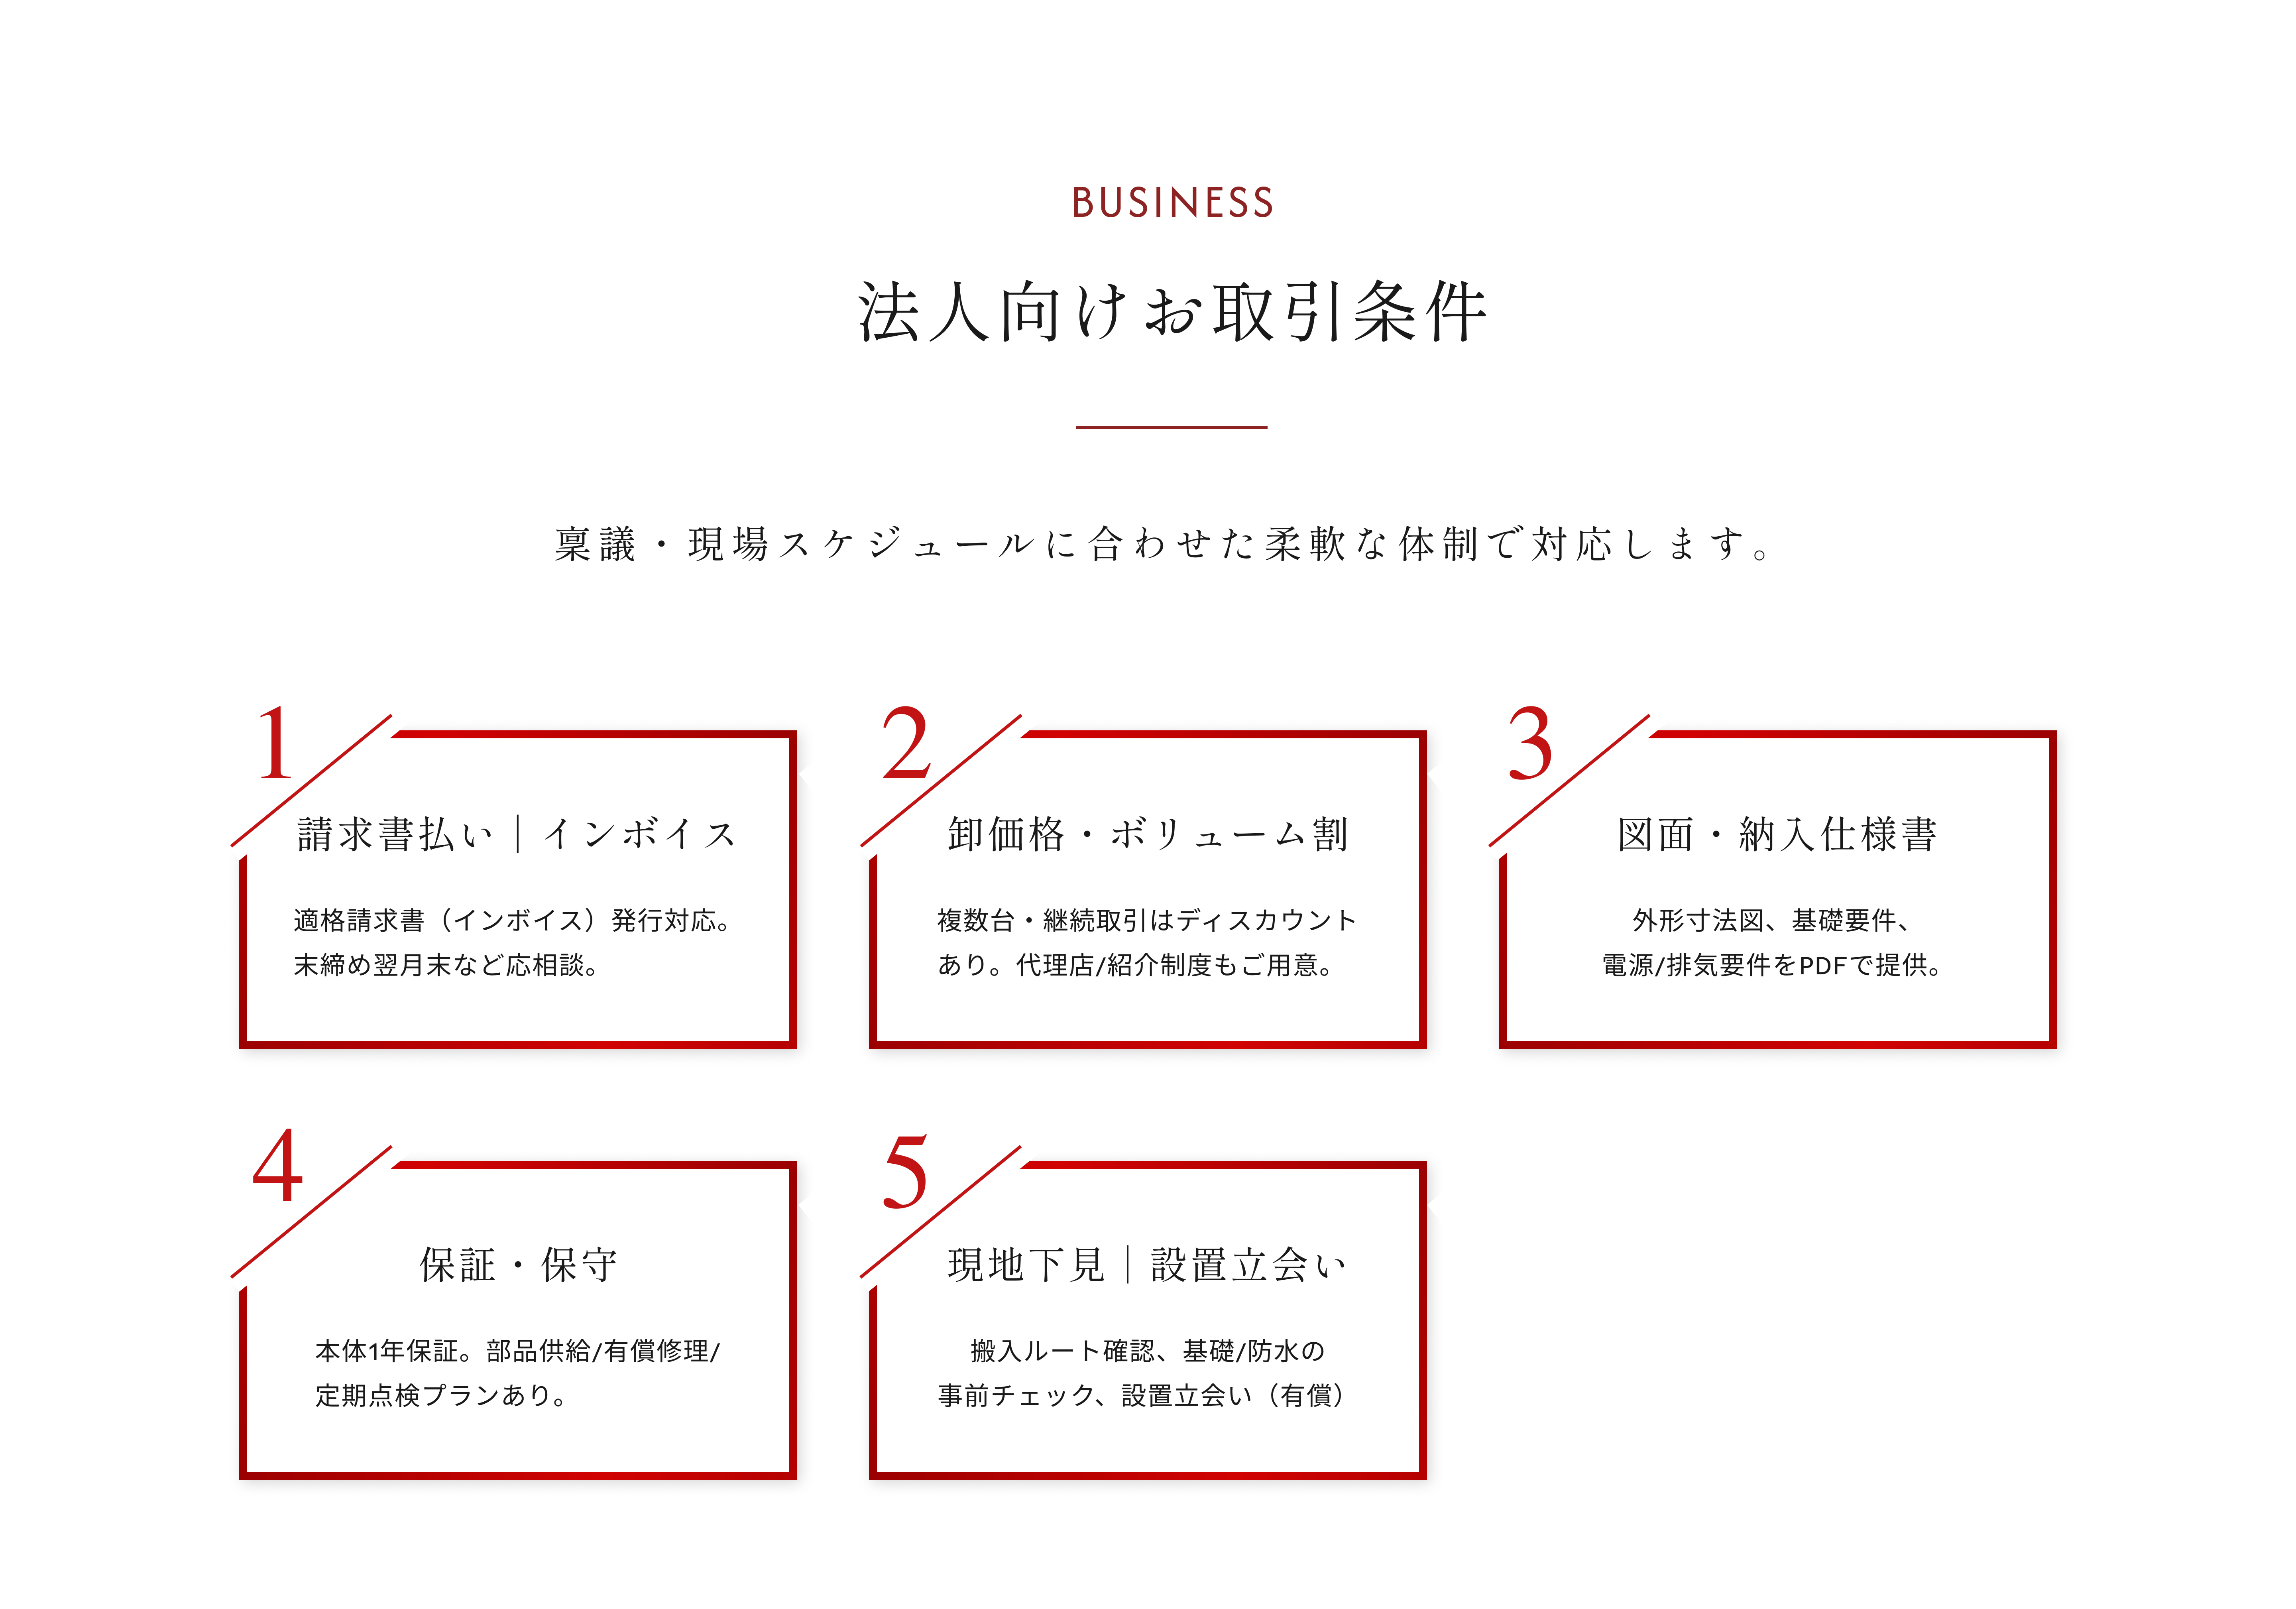 BUSINESS
法人向けお取引条件
稟議・現場スケジュールに合わせた柔軟な体制で対応します。
1
請求書払い｜インボイス
適格請求書（インボイス）発行対応。
末締め翌月末など応相談。
2
卸価格・ボリューム割
複数台・継続取引はディスカウント
あり。代理店/紹介制度もご用意。
3
図面・納入仕様書
外形寸法図、基礎要件、
電源/排気要件をPDFで提供。
4
保証・保守
本体1年保証。部品供給/有償修理/
定期点検プランあり。
5
現地下見｜設置立会い
搬入ルート確認、基礎/防水の
事前チェック、設置立会い（有償）